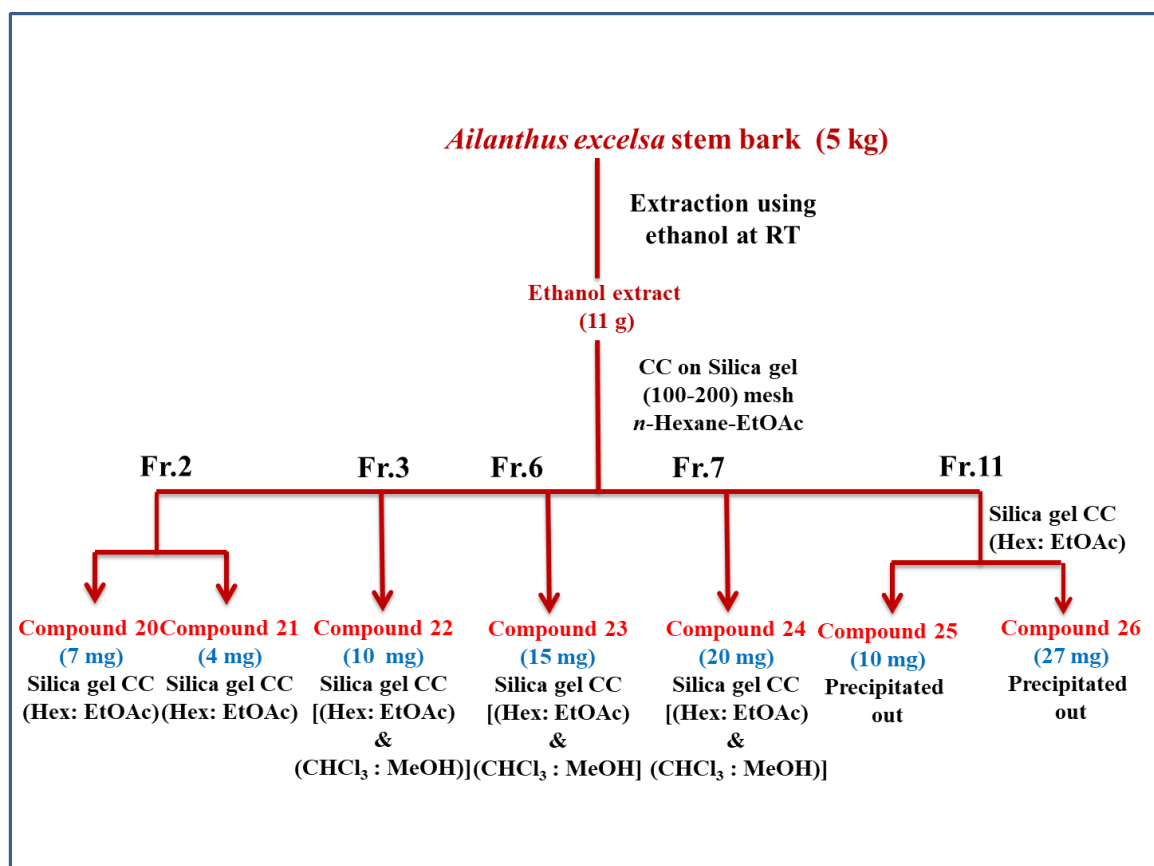 Ailanthus excelsa stem bark (5 kg)
Extraction using
ethanol at RT
Ethanol extract
(11 g)
CC on Silica gel
(100-200) mesh
n-Hexane-EtOAc
Fr.2
Fr.3
Fr.6
Fr.7
Fr.11
Silica gel CC
(Hex: EtOAc)
Compound 20
(7 mg)
Silica gel CC
(Hex: EtOAc)
Compound 21
(4 mg)
Silica gel CC
(Hex: EtOAc)
Compound 22
(10 mg)
Silica gel CC
[(Hex: EtOAc)
&
(CHCl₃ : MeOH)]
Compound 23
(15 mg)
Silica gel CC
[(Hex: EtOAc)
&
(CHCl₃ : MeOH]
Compound 24
(20 mg)
Silica gel CC
[(Hex: EtOAc)
&
(CHCl₃ : MeOH)]
Compound 25
(10 mg)
Precipitated
out
Compound 26
(27 mg)
Precipitated
out